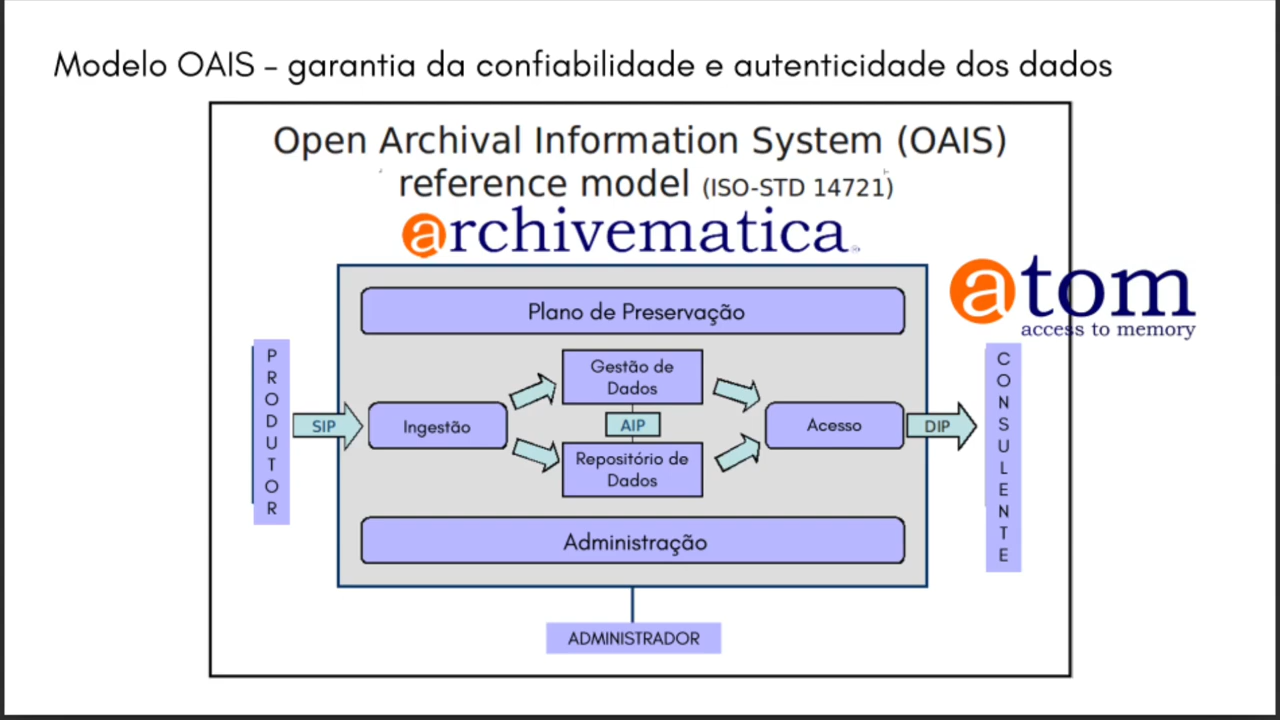 Modelo OAIS - garantia da confiabilidade e autenticidade dos dados
Open Archival Information System (OAIS)
reference model (ISO-STD 14721)
archivematica
atom
access to memory
Plano de Preservação
PRODUTOR
SIP
Ingestão
Gestão de
Dados
AIP
Repositório de
Dados
Acesso
DIP
CONSULENTE
Administração
ADMINISTRADOR